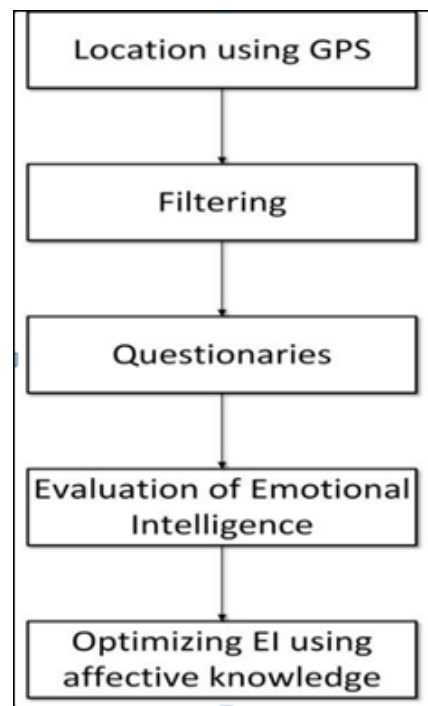 Location using GPS
Filtering
Questionaries
Evaluation of Emotional
Intelligence
Optimizing EI using
affective knowledge